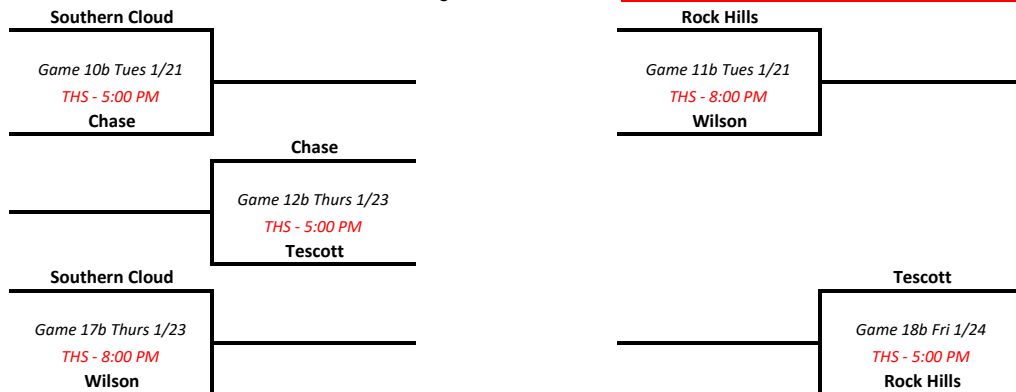 Southern Cloud
Game 10b Tues 1/21
THS - 5:00 PM
Chase
Rock Hills
Game 11b Tues 1/21
THS - 8:00 PM
Wilson
Chase
Game 12b Thurs 1/23
THS - 5:00 PM
Tescott
Southern Cloud
Game 17b Thurs 1/23
THS - 8:00 PM
Wilson
Tescott
Game 18b Fri 1/24
THS - 5:00 PM
Rock Hills